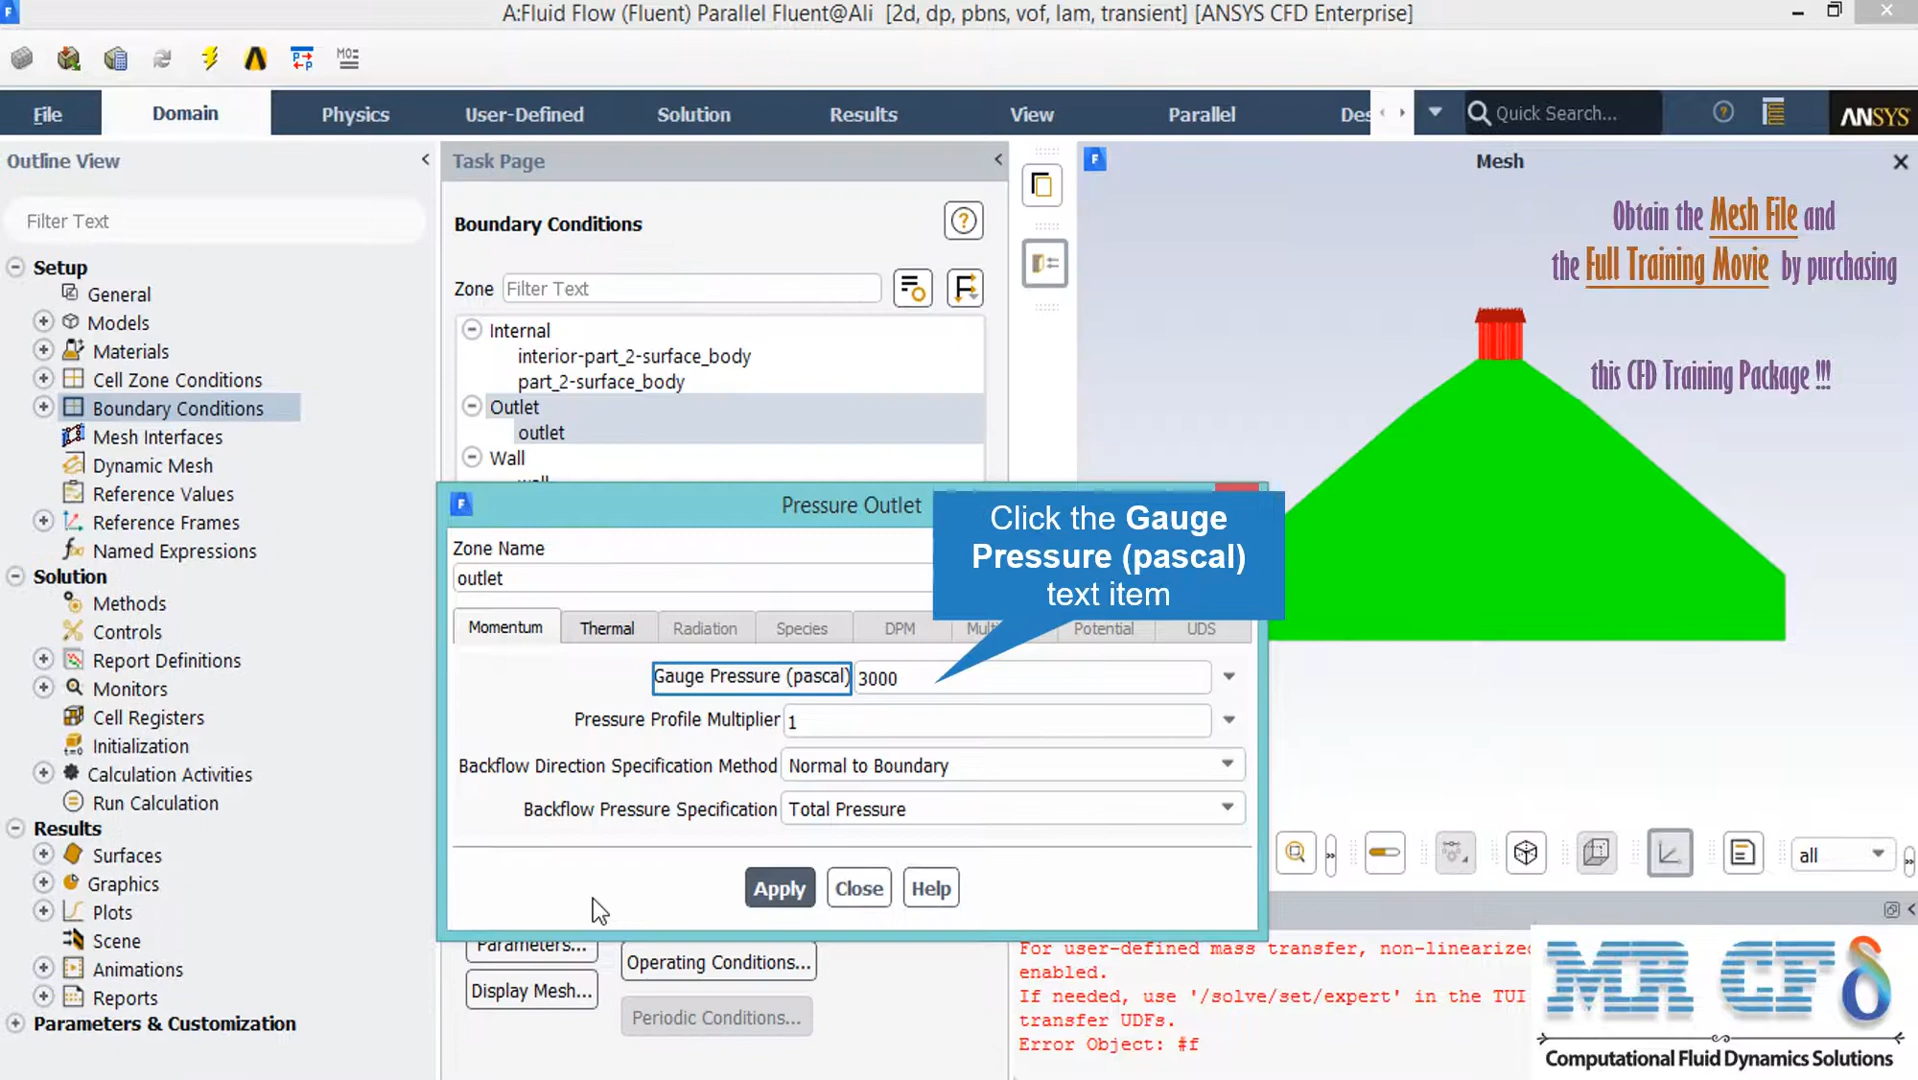 A:Fluid Flow (Fluent) Parallel Fluent@Ali [2d, dp, pbns, vof, lam, transient] [ANSYS CFD Enterprise]
File
Domain
Physics
User-Defined
Solution
Results
View
Parallel
Des
Quick Search...
ANSYS
Outline View
Filter Text
Setup
General
Models
Materials
Cell Zone Conditions
Boundary Conditions
Mesh Interfaces
Dynamic Mesh
Reference Values
Reference Frames
Named Expressions
Solution
Methods
Controls
Report Definitions
Monitors
Cell Registers
Initialization
Calculation Activities
Run Calculation
Results
Surfaces
Graphics
Plots
Scene
Animations
Reports
Parameters & Customization
Task Page
Boundary Conditions
Zone Filter Text
Internal
interior-part_2-surface_body
part_2-surface_body
Outlet
outlet
Wall
Pressure Outlet
Zone Name
outlet
Momentum
Thermal
Radiation
Species
DPM
Potential
UDS
Gauge Pressure (pascal) 3000
Pressure Profile Multiplier 1
Backflow Direction Specification Method Normal to Boundary
Backflow Pressure Specification Total Pressure
Apply
Close
Help
Click the Gauge
Pressure (pascal)
text item
Parameters...
Operating Conditions...
Display Mesh...
Periodic Conditions...
Mesh
Obtain the Mesh File and
the Full Training Movie by purchasing
this CFD Training Package !!!
all
For user-defined mass transfer, non-linearized
enabled.
If needed, use '/solve/set/expert' in the TUI
transfer UDFs.
Error Object: #f
MR CFD
Computational Fluid Dynamics Solutions